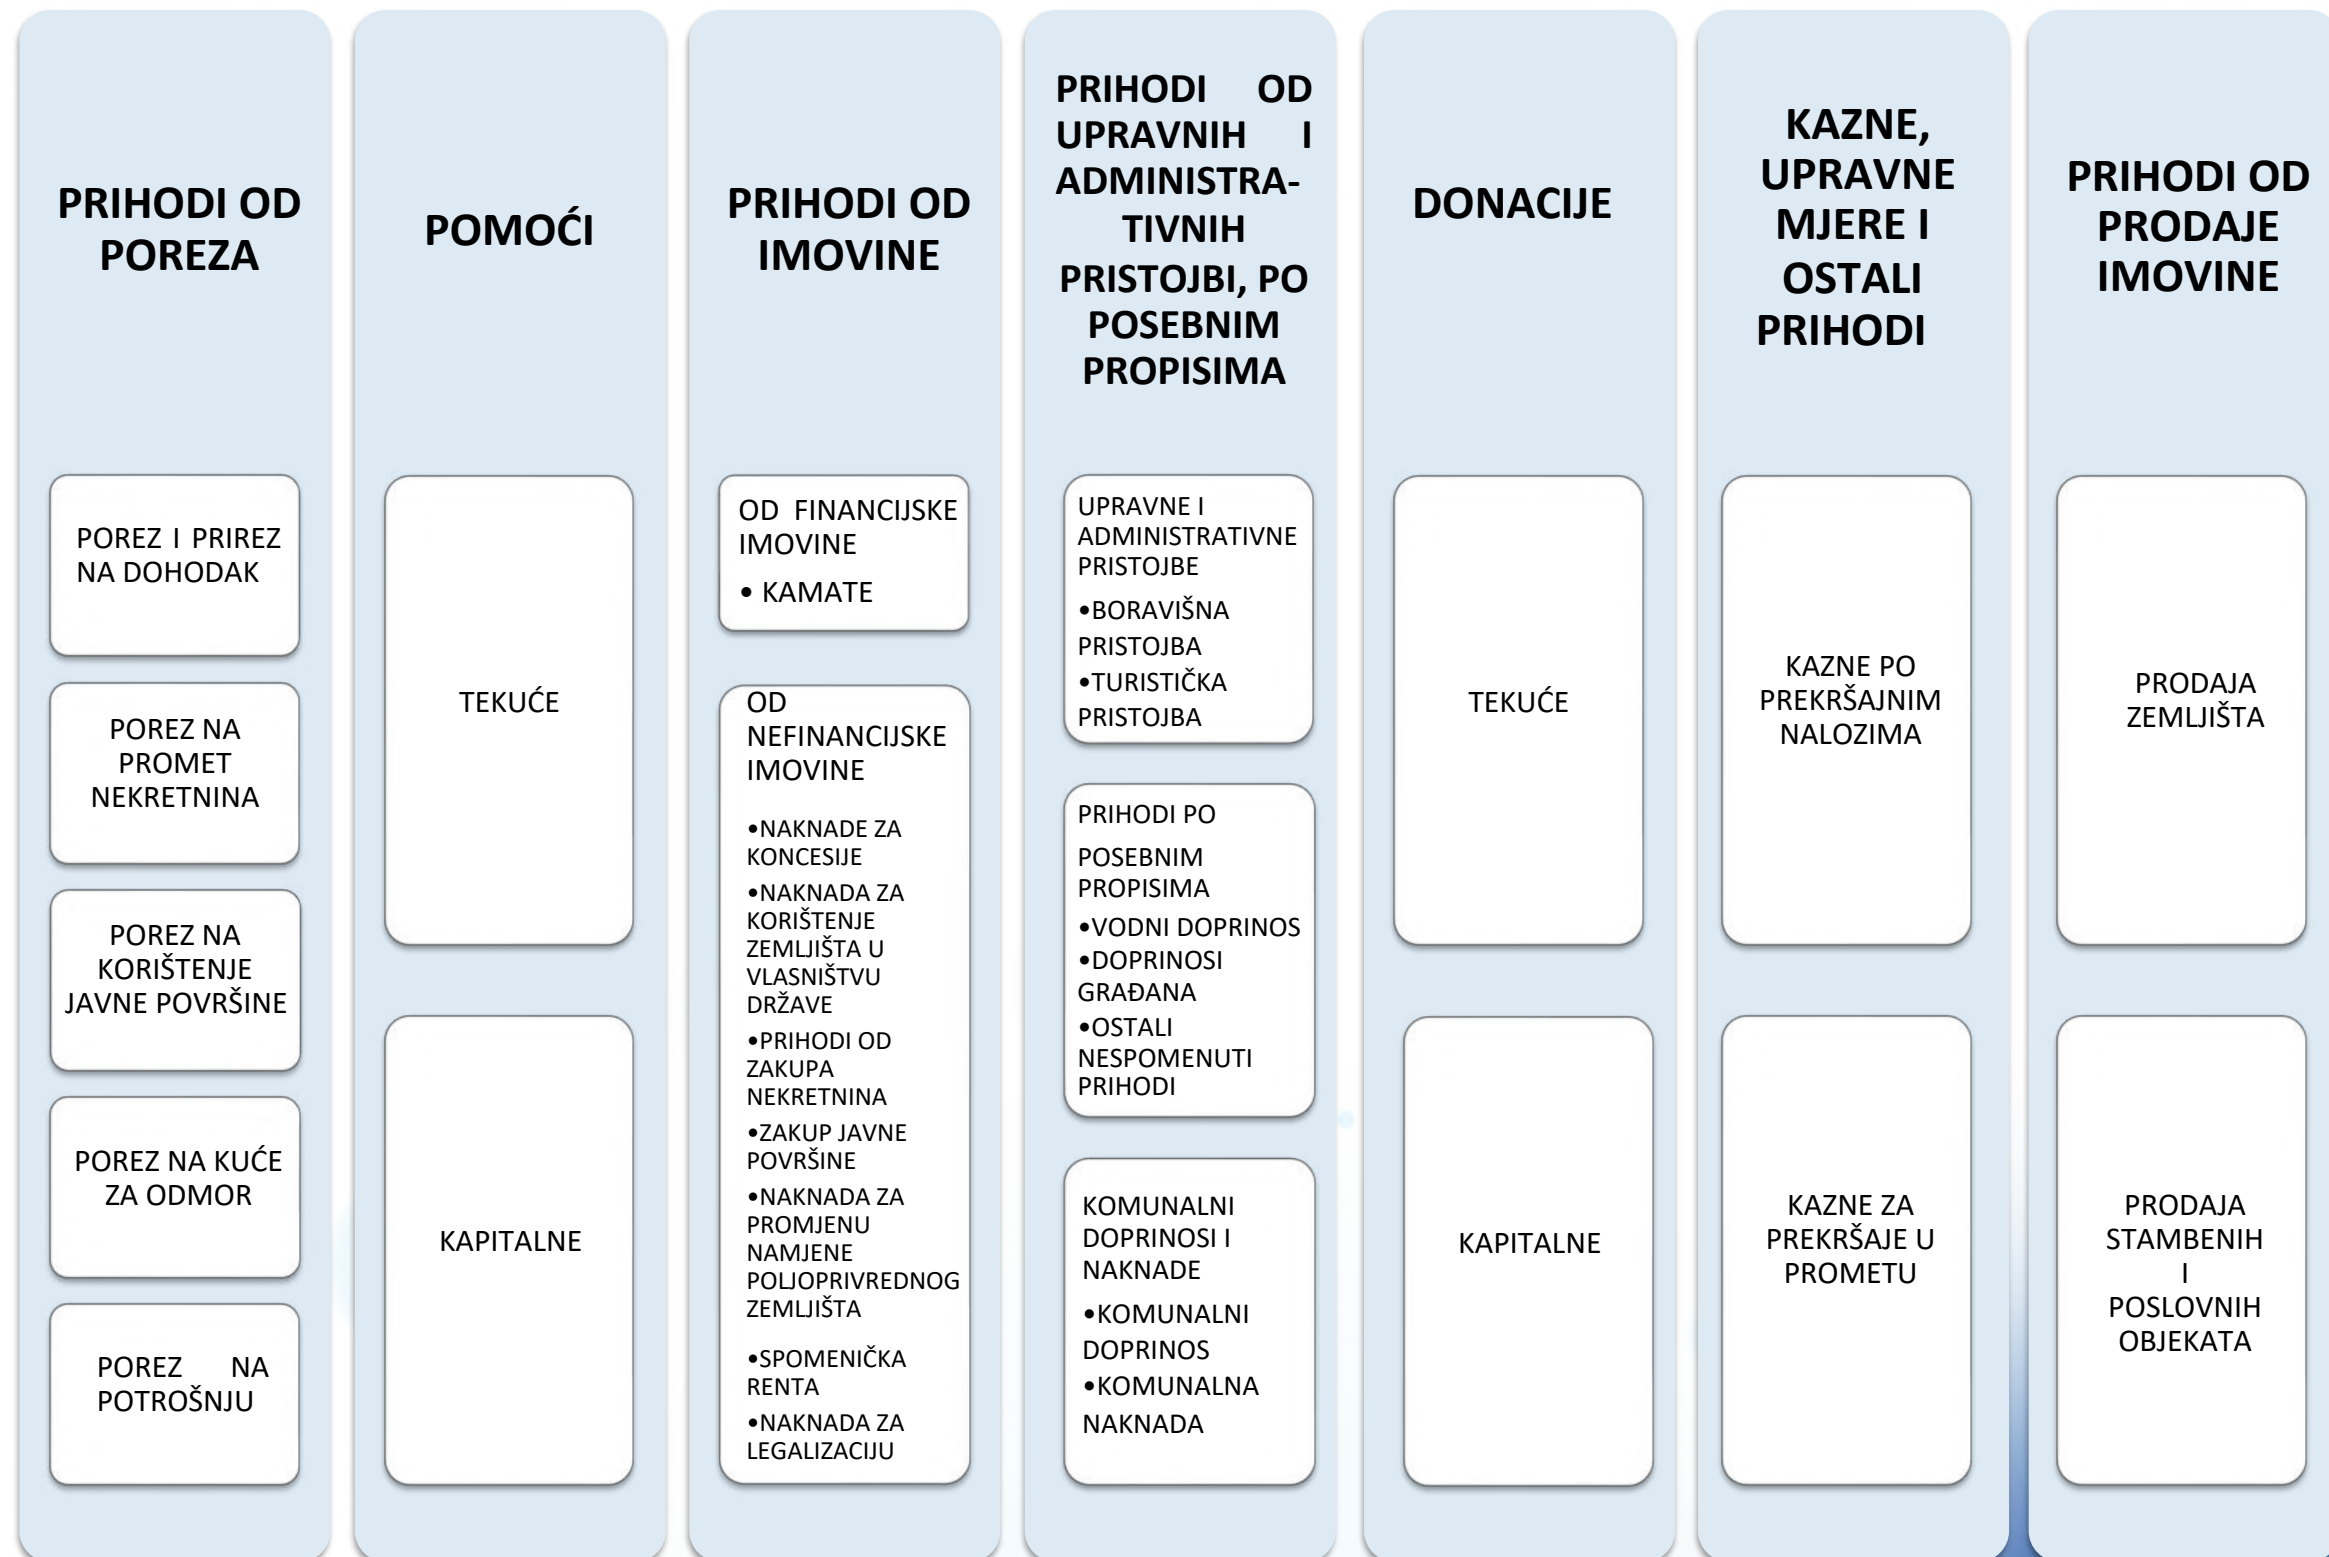 PRIHODI OD
POREZA
POREZ I PRIREZ
NA DOHODAK
POREZ NA
PROMET
NEKRETNINA
POREZ NA
KORIŠTENJE
JAVNE POVRŠINE
POREZ NA KUĆE
ZA ODMOR
POREZ NA
POTROŠNJU
POMOĆI
TEKUĆE
KAPITALNE
PRIHODI OD
IMOVINE
OD FINANCIJSKE
IMOVINE
• KAMATE
OD
NEFINANCIJSKE
IMOVINE
•NAKNADE ZA
KONCESIJE
•NAKNADA ZA
KORIŠTENJE
ZEMLJIŠTA U
VLASNIŠTVU
DRŽAVE
•PRIHODI OD
ZAKUPA
NEKRETNINA
•ZAKUP JAVNE
POVRŠINE
•NAKNADA ZA
PROMJENU
NAMJENE
POLJOPRIVREDNOG
ZEMLJIŠTA
•SPOMENIČKA
RENTA
•NAKNADA ZA
LEGALIZACIJU
PRIHODI OD
UPRAVNIH I
ADMINISTRA-
TIVNIH
PRISTOJBI, PO
POSEBNIM
PROPISIMA
UPRAVNE I
ADMINISTRATIVNE
PRISTOJBE
•BORAVIŠNA
PRISTOJBA
•TURISTIČKA
PRISTOJBA
PRIHODI PO
POSEBNIM
PROPISIMA
•VODNI DOPRINOS
•DOPRINOSI
GRAĐANA
•OSTALI
NESPOMENUTI
PRIHODI
KOMUNALNI
DOPRINOSI I
NAKNADE
•KOMUNALNI
DOPRINOS
•KOMUNALNA
NAKNADA
DONACIJE
TEKUĆE
KAPITALNE
KAZNE,
UPRAVNE
MJERE I
OSTALI
PRIHODI
KAZNE PO
PREKRŠAJNIM
NALOZIMA
KAZNE ZA
PREKRŠAJE U
PROMETU
PRIHODI OD
PRODAJE
IMOVINE
PRODAJA
ZEMLJIŠTA
PRODAJA
STAMBENIH
I
POSLOVNIH
OBJEKATA